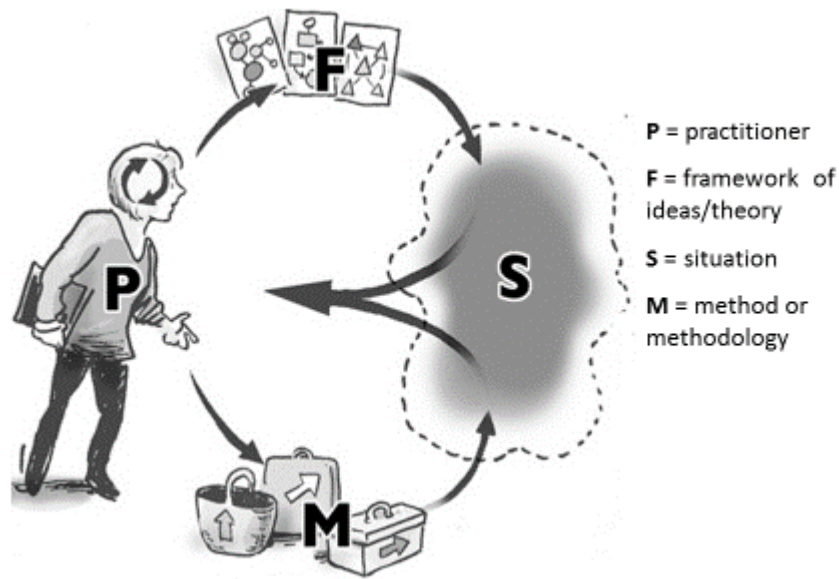 F
P
S
M
P = practitioner
F = framework of
ideas/theory
S = situation
M = method or
methodology